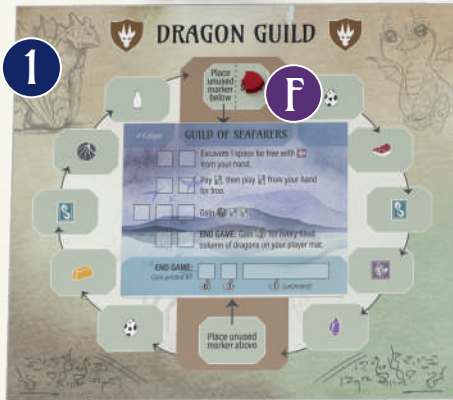 DRAGON GUILD
1
Place
unused
marker
below
F
GUILD OF SEAFARERS
Excavate 1 space for free with
from your hand.
Pay , then play from your hand
for free.
Gain
END GAME: Gain for every filled
column of dragons on your player mat.
END GAME:
Place unused
marker above